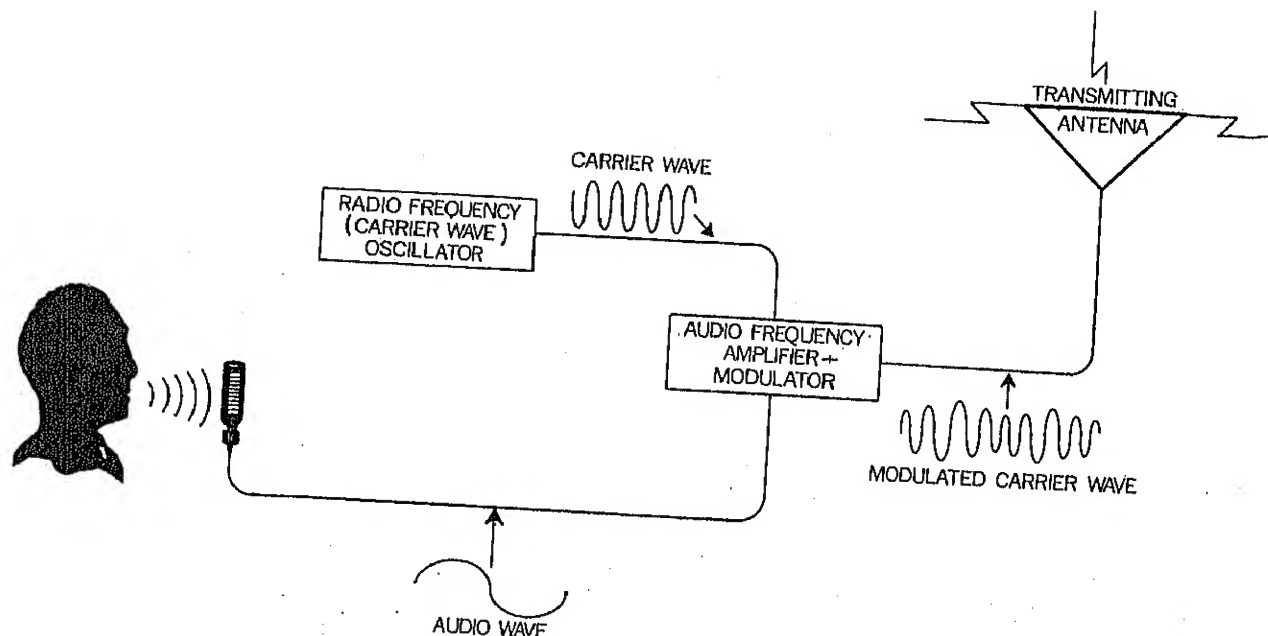 TRANSMITTING
ANTENNA
CARRIER WAVE
RADIO FREQUENCY
(CARRIER WAVE)
OSCILLATOR
AUDIO FREQUENCY
AMPLIFIER +
MODULATOR
MODULATED CARRIER WAVE
AUDIO WAVE